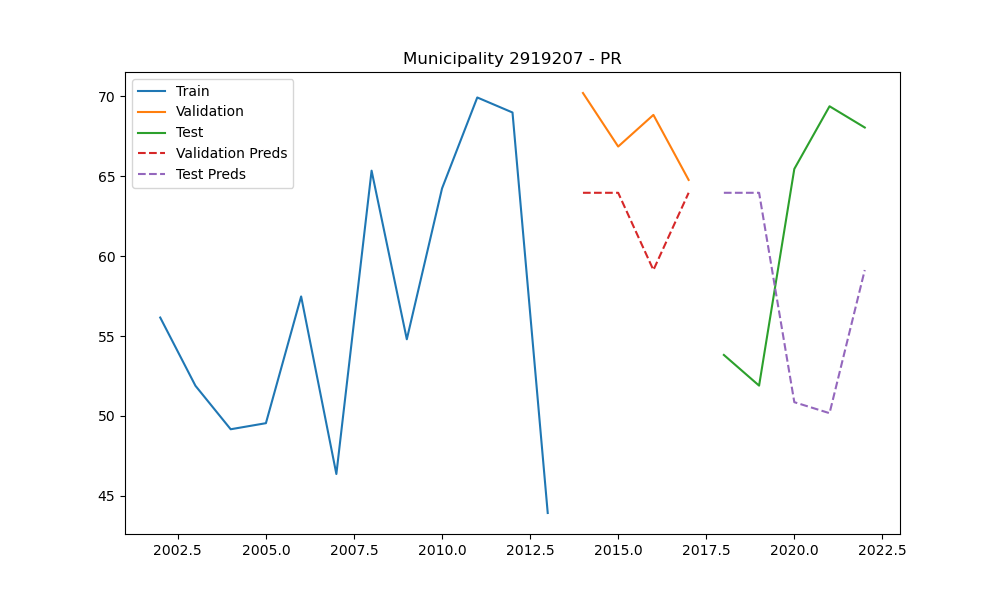 Municipality 2919207 - PR
Train
Validation
Test
Validation Preds
Test Preds
70
65
60
55
50
45
2002.5 2005.0 2007.5 2010.0 2012.5 2015.0 2017.5 2020.0 2022.5